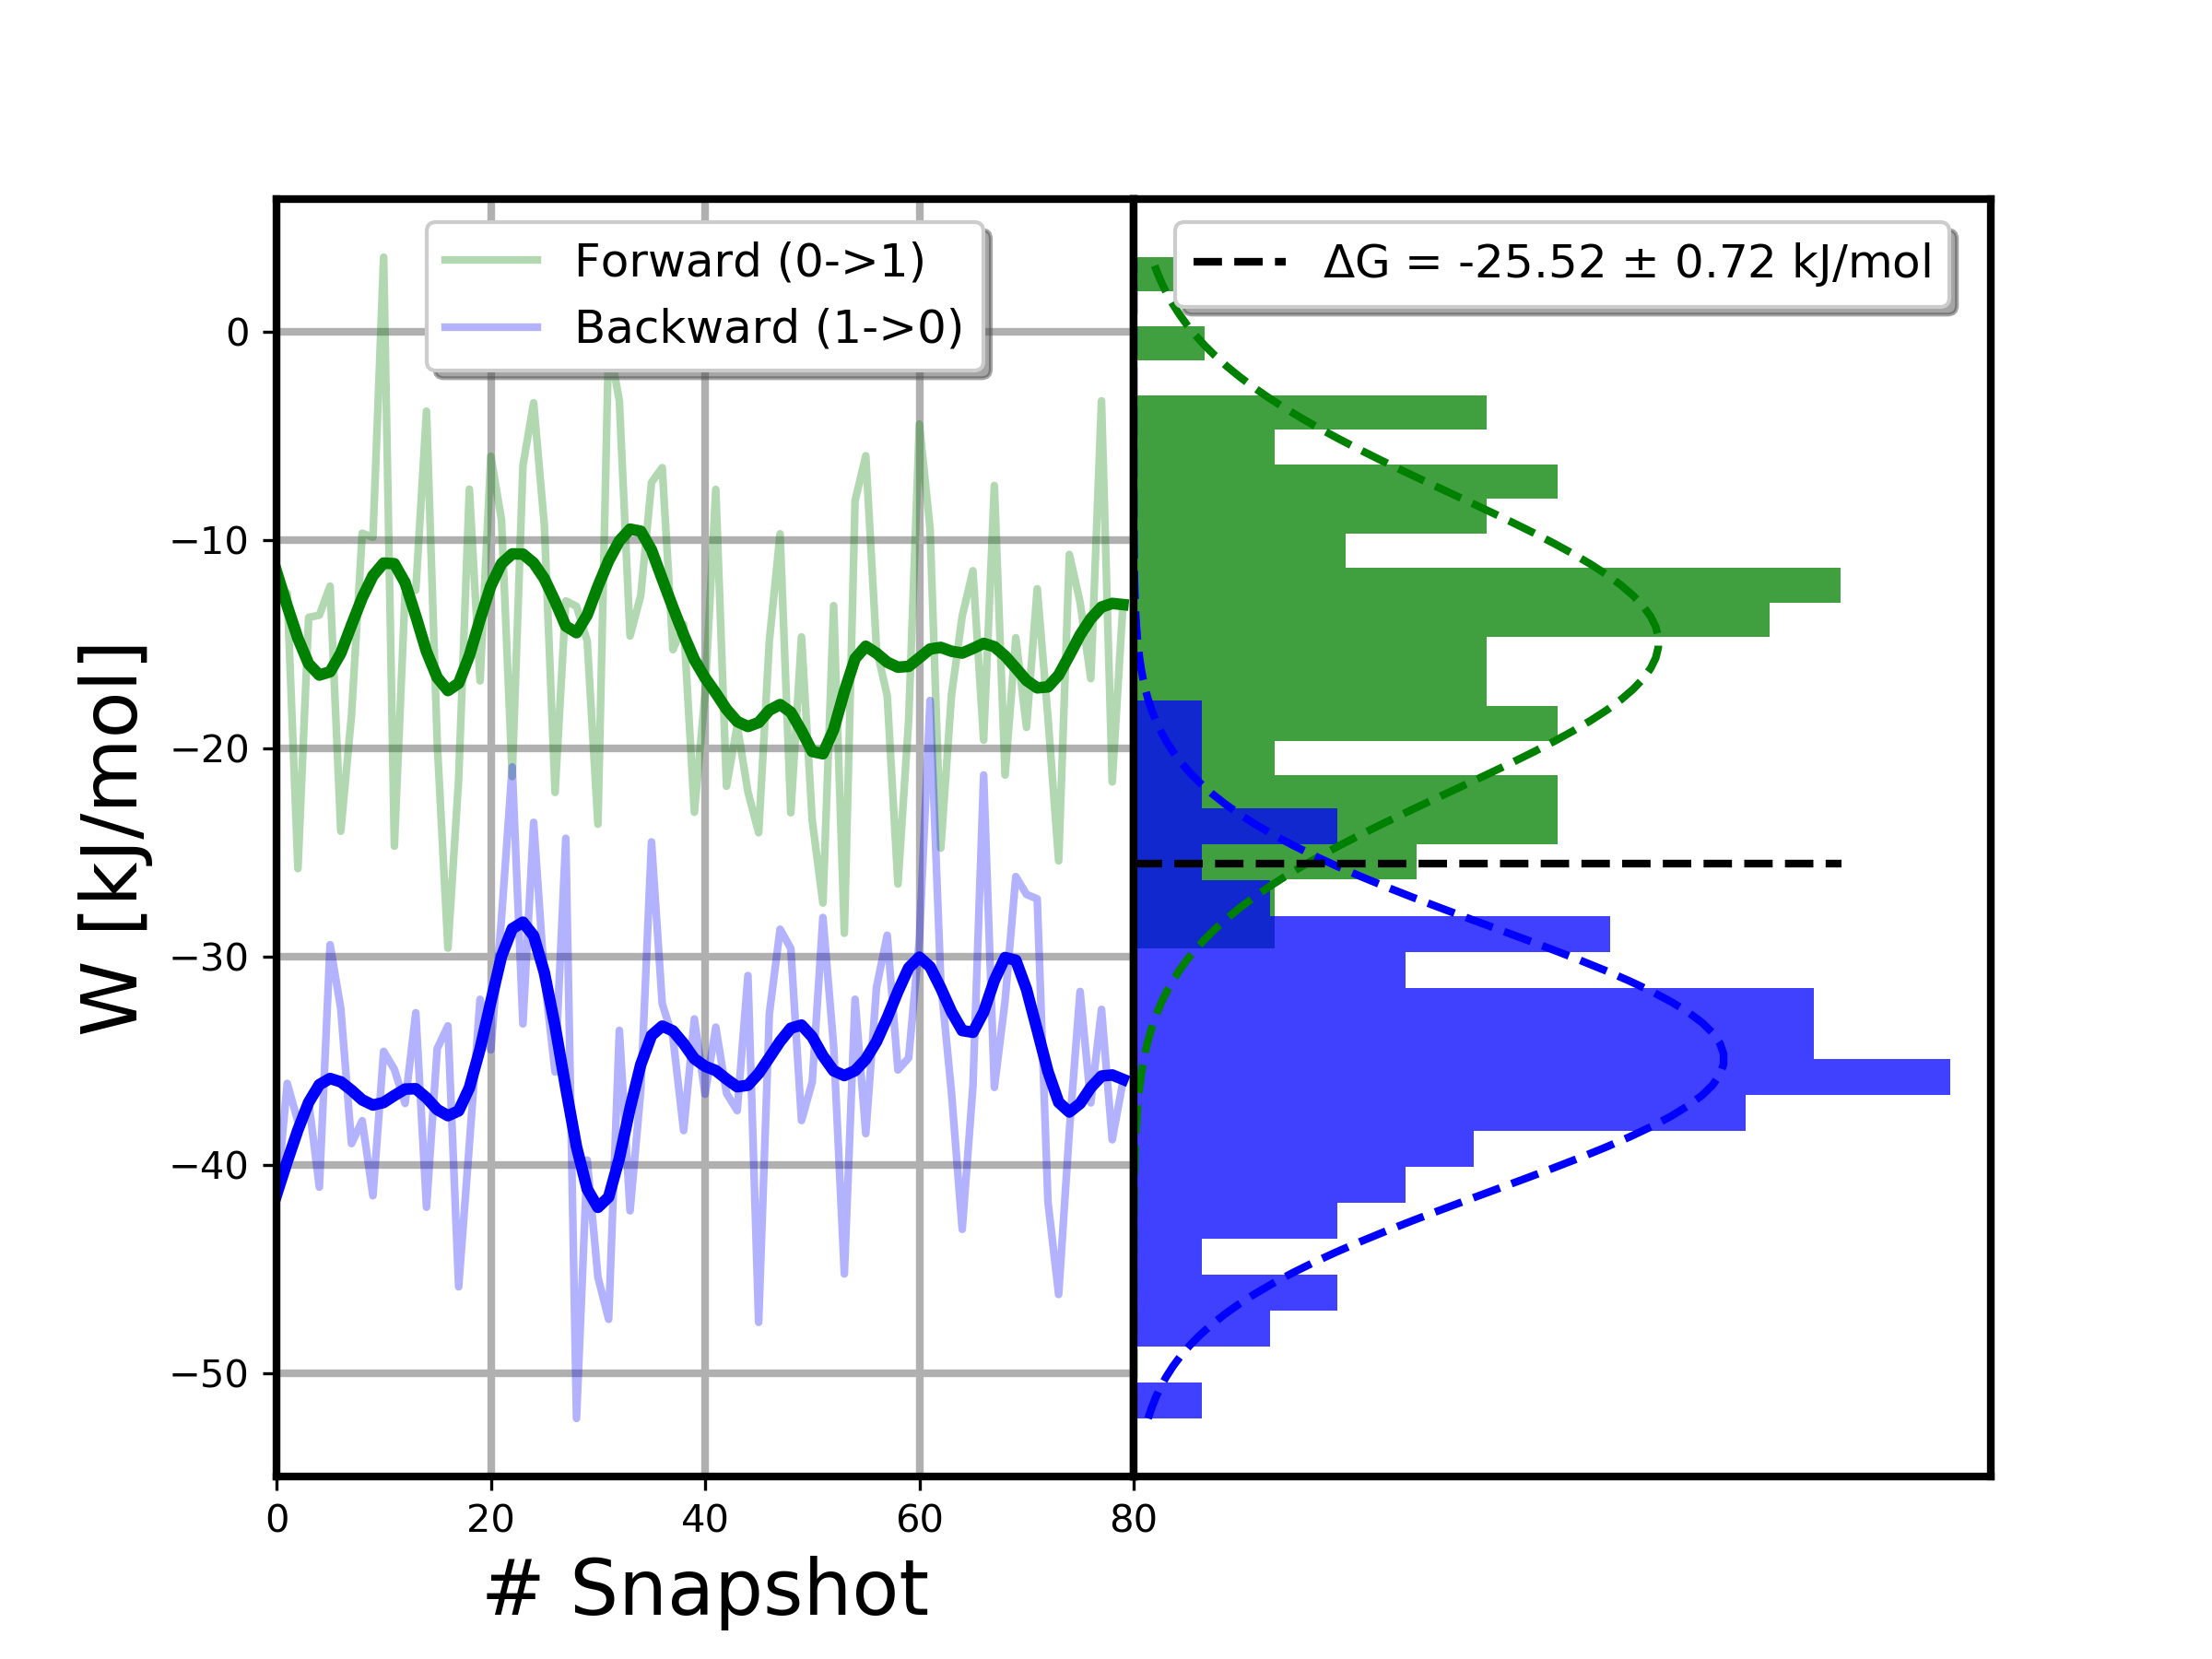 Forward (0->1)
Backward (1->0)
ΔG = -25.52 ± 0.72 kJ/mol
0
−10
−20
−30
−40
−50
W [kJ/mol]
0 20 40 60 80
# Snapshot